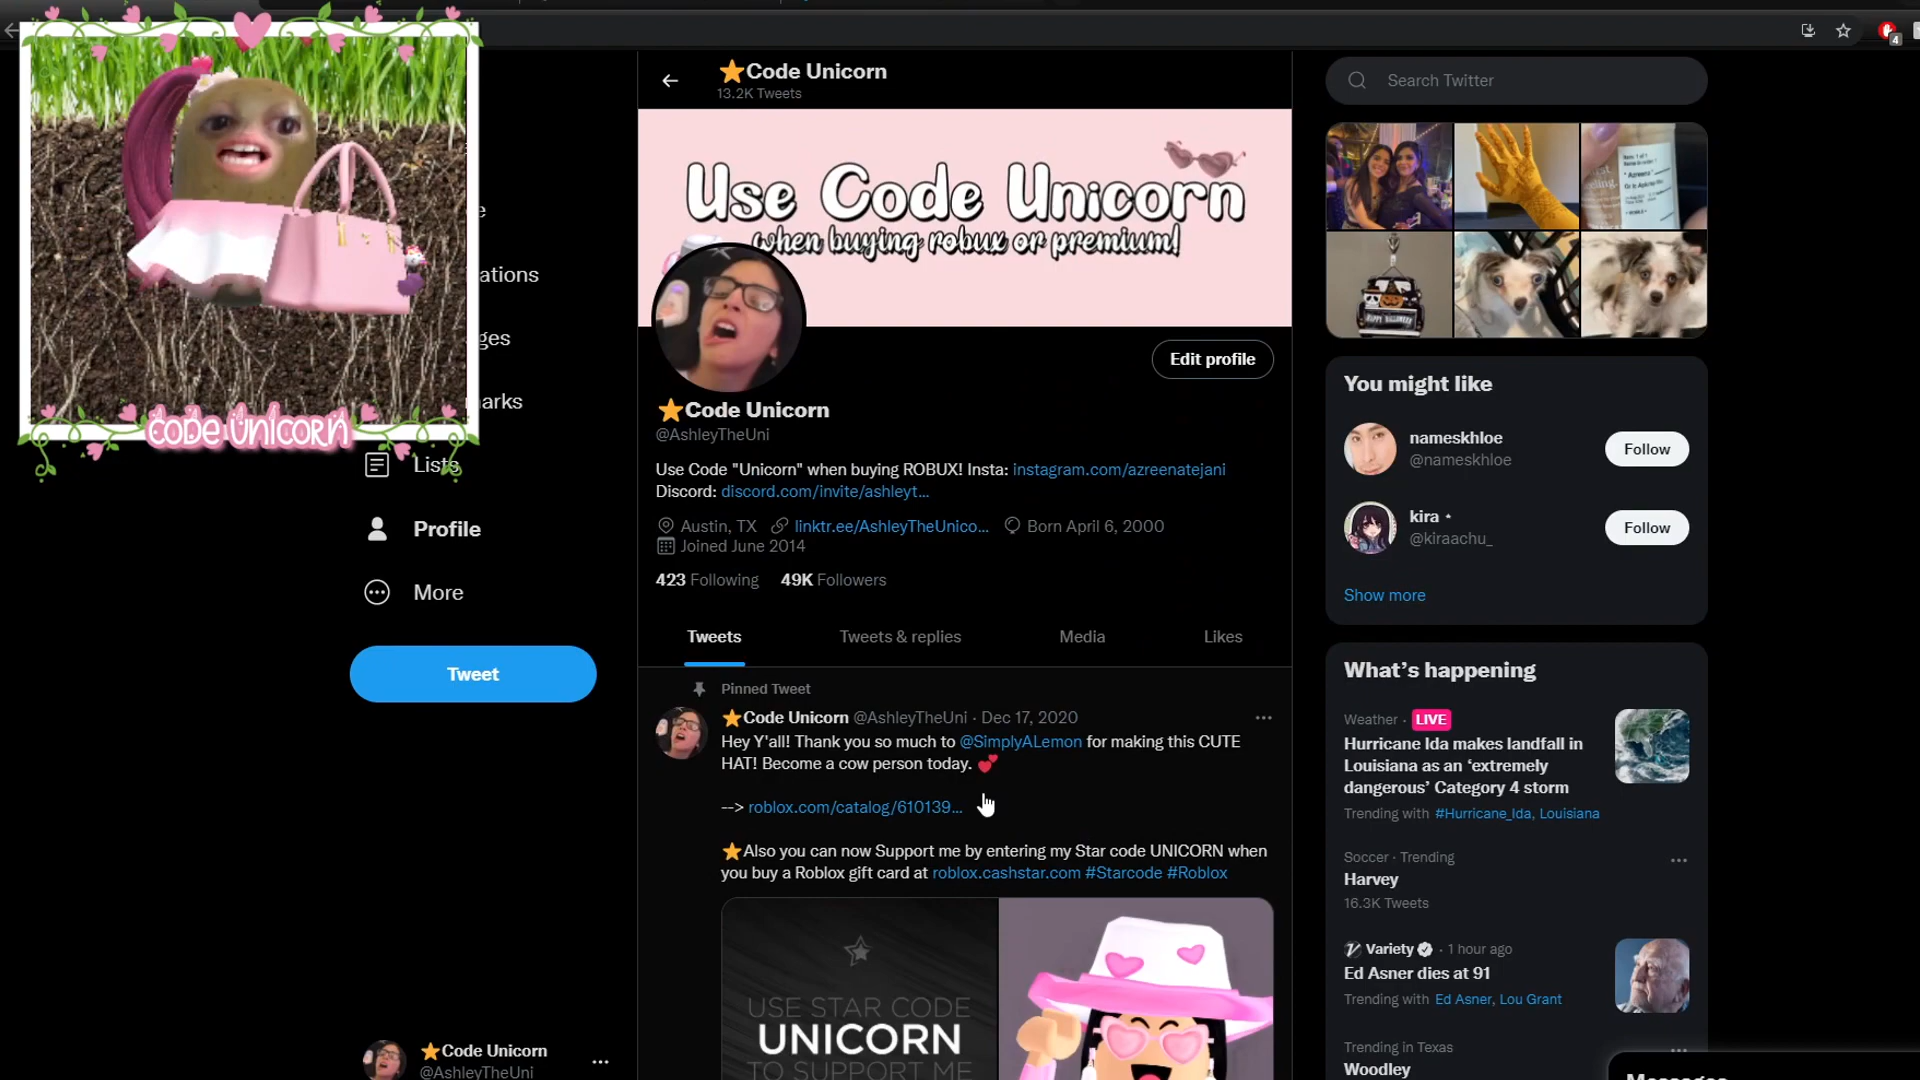 4
⭐Code Unicorn
13.2K Tweets
Search Twitter
Use Code Unicorn
when buying robux or premium!
CODE UNICORN
e
ations
ges
arks
Lists
Profile
More
Tweet
Edit profile
⭐Code Unicorn
@AshleyTheUni
Use Code "Unicorn" when buying ROBUX! Insta: instagram.com/azreenatejani
Discord: discord.com/invite/ashleyt...
Austin, TX linktr.ee/AshleyTheUnico... Born April 6, 2000
Joined June 2014
423 Following 49K Followers
Tweets Tweets & replies Media Likes
Pinned Tweet
⭐Code Unicorn @AshleyTheUni · Dec 17, 2020
Hey Y'all! Thank you so much to @SimplyALemon for making this CUTE
HAT! Become a cow person today. 💕
--> roblox.com/catalog/610139...
⭐Also you can now Support me by entering my Star code UNICORN when
you buy a Roblox gift card at roblox.cashstar.com #Starcode #Roblox
USE STAR CODE
UNICORN
TO SUPPORT ME
⭐Code Unicorn
@AshleyTheUni
HAPPY HALLOWEEN
You might like
nameskhloe
@nameskhloe
Follow
kira ⋆
@kiraachu_
Follow
Show more
What's happening
Weather · LIVE
Hurricane Ida makes landfall in
Louisiana as an 'extremely
dangerous' Category 4 storm
Trending with #Hurricane_Ida, Louisiana
Soccer · Trending
Harvey
16.3K Tweets
Variety · 1 hour ago
Ed Asner dies at 91
Trending with Ed Asner, Lou Grant
Trending in Texas
Woodley
Messages